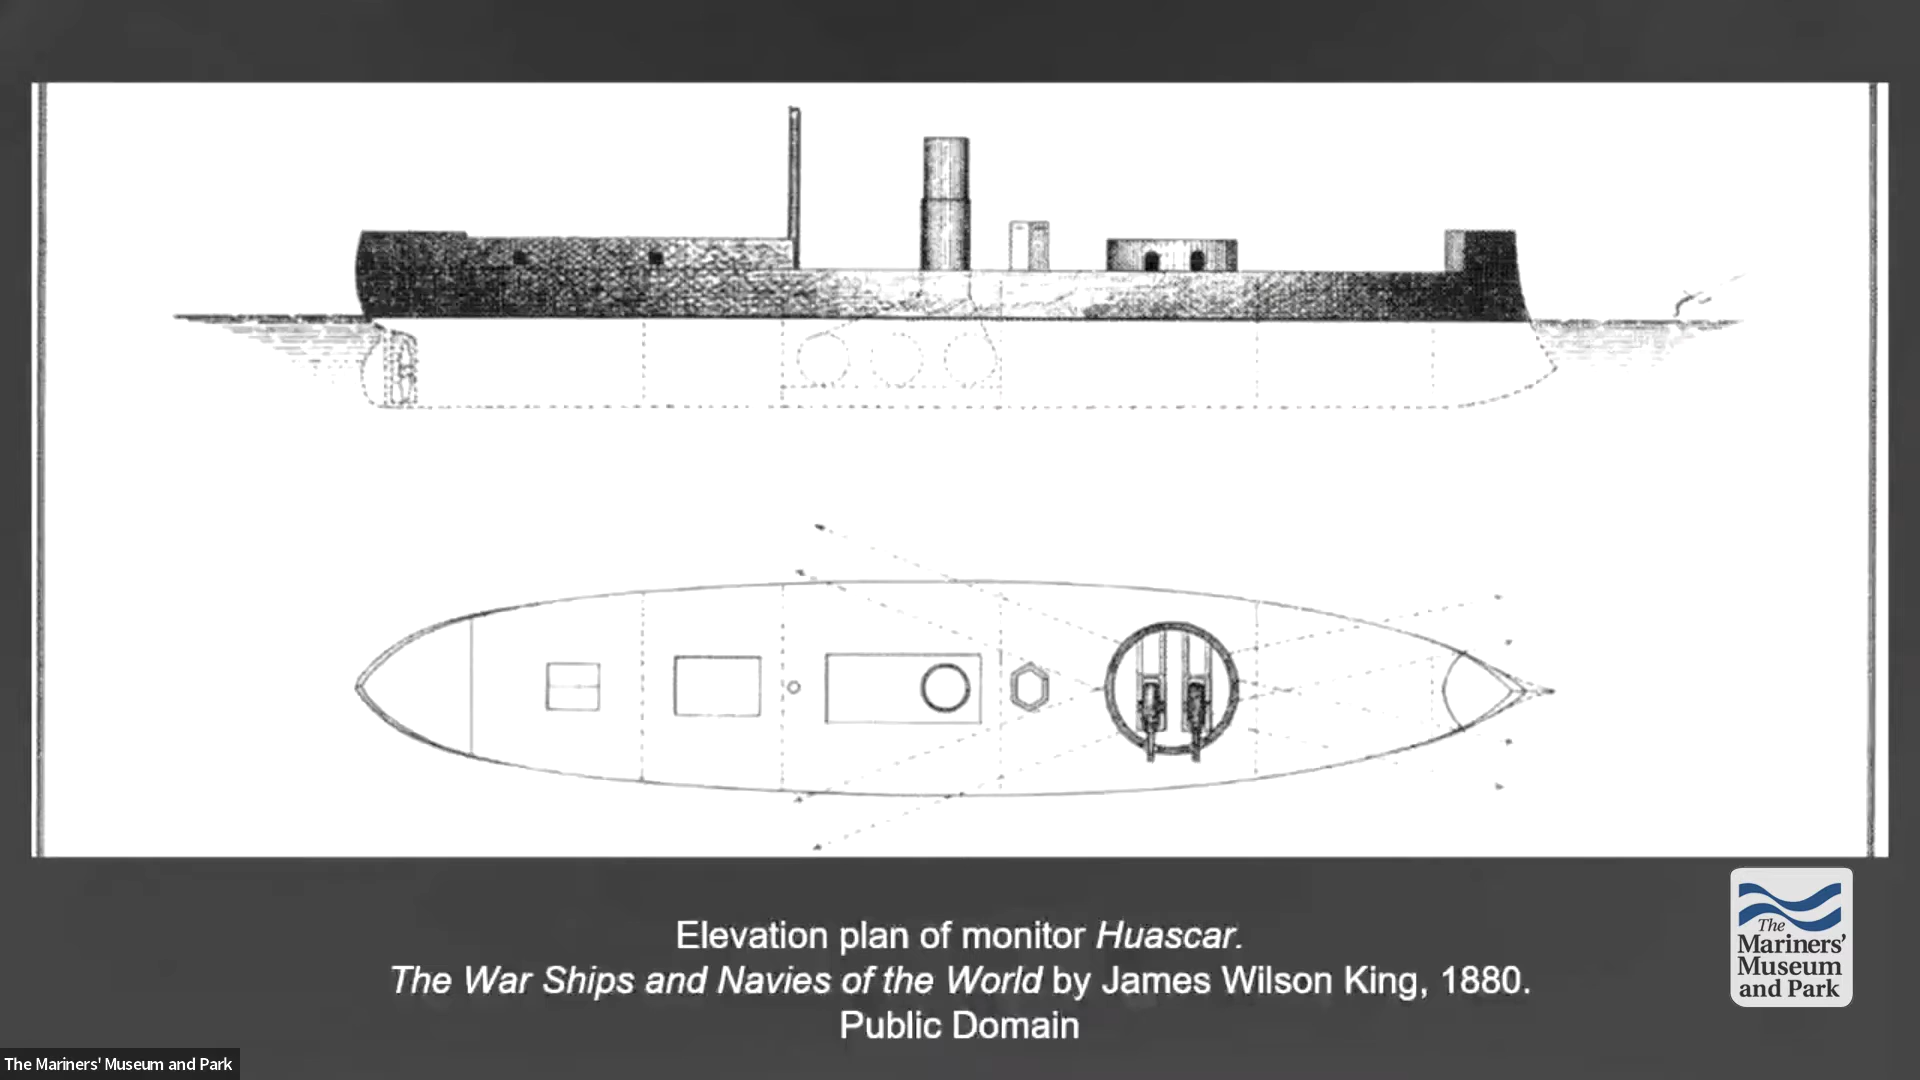 Elevation plan of monitor Huascar.
The War Ships and Navies of the World by James Wilson King, 1880.
Public Domain
The
Mariners'
Museum
and Park
The Mariners' Museum and Park